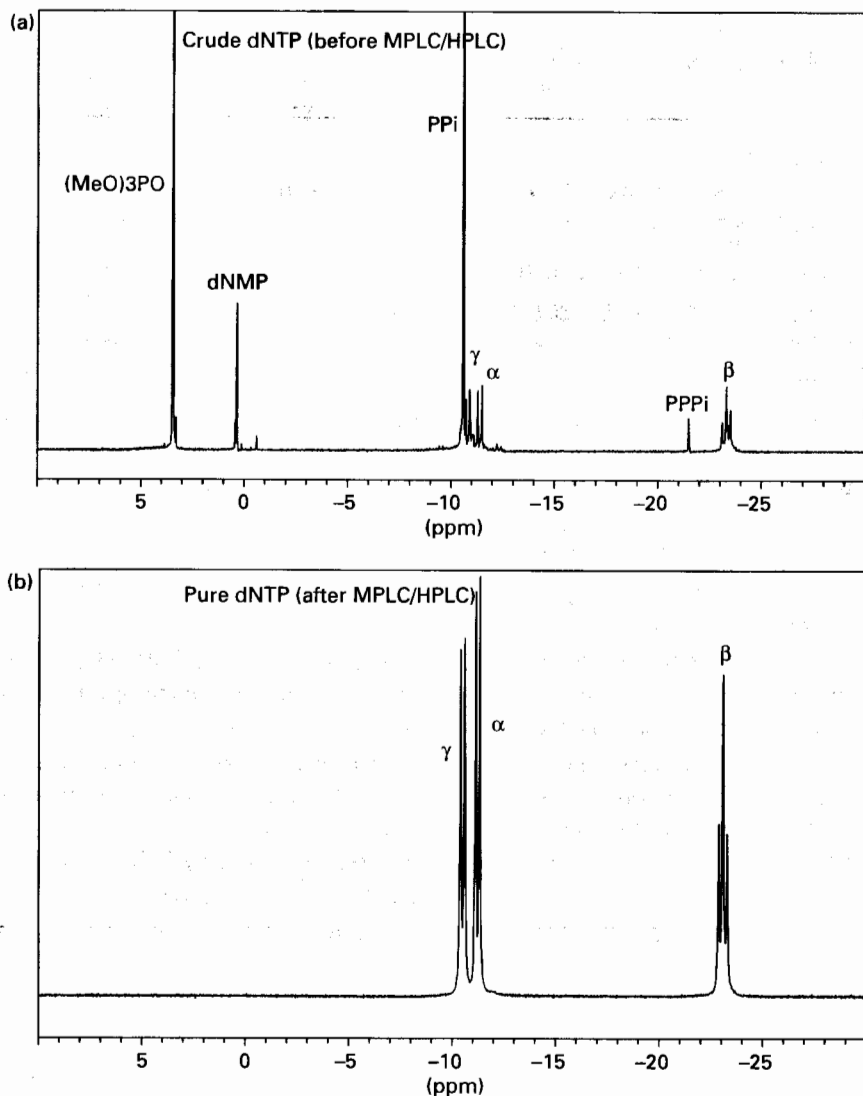 (a)
Crude dNTP (before MPLC/HPLC)
PPi
(MeO)3PO
dNMP
γ
α
PPPi
β
5 0 −5 −10 −15 −20 −25
(ppm)
(b)
Pure dNTP (after MPLC/HPLC)
β
γ
α
5 0 −5 −10 −15 −20 −25
(ppm)